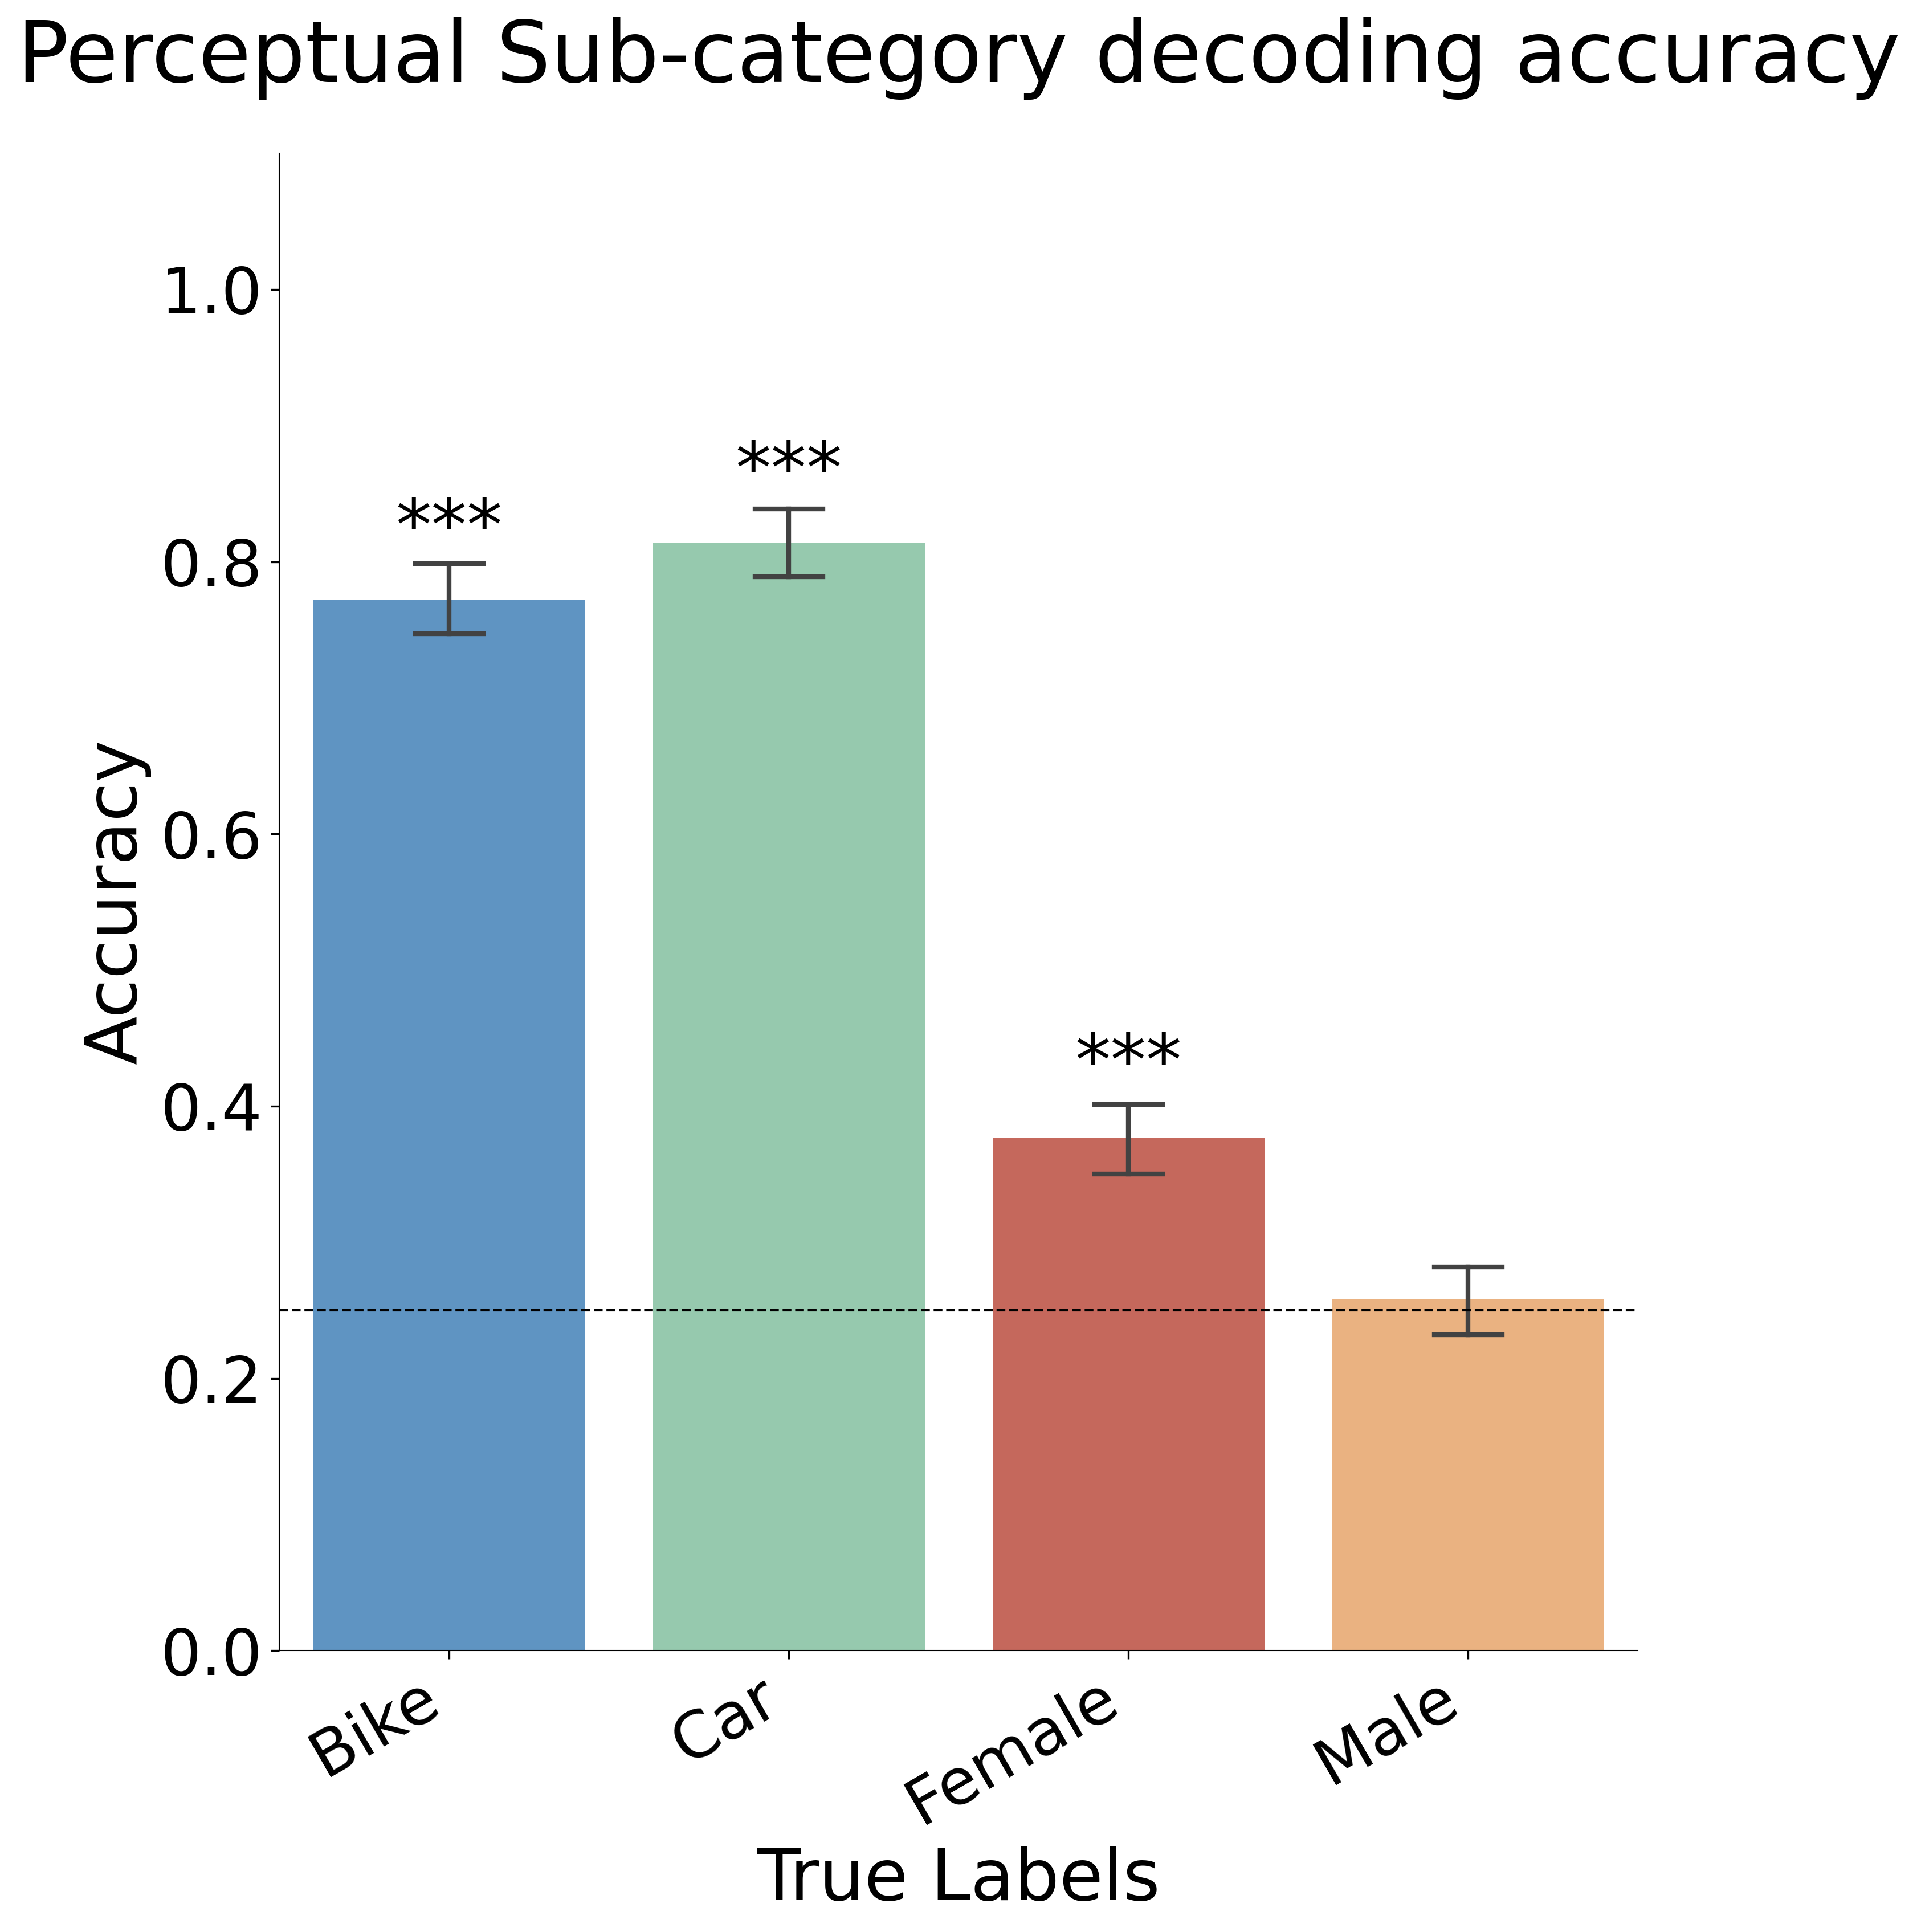 Perceptual Sub-category decoding accuracy
1.0
***
***
0.8
Accuracy
0.6
***
0.4
0.2
0.0
Bike
Car
Female
Male
True Labels